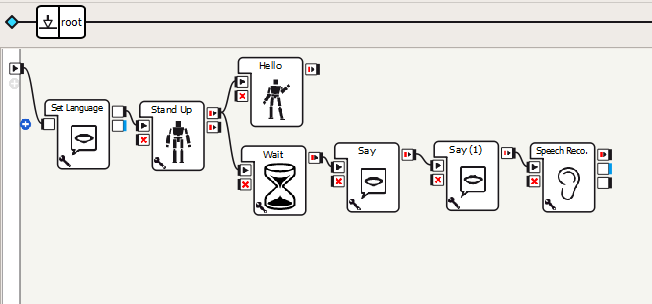 root
Set Language
Stand Up
Hello
Wait
Say
Say (1)
Speech Reco.